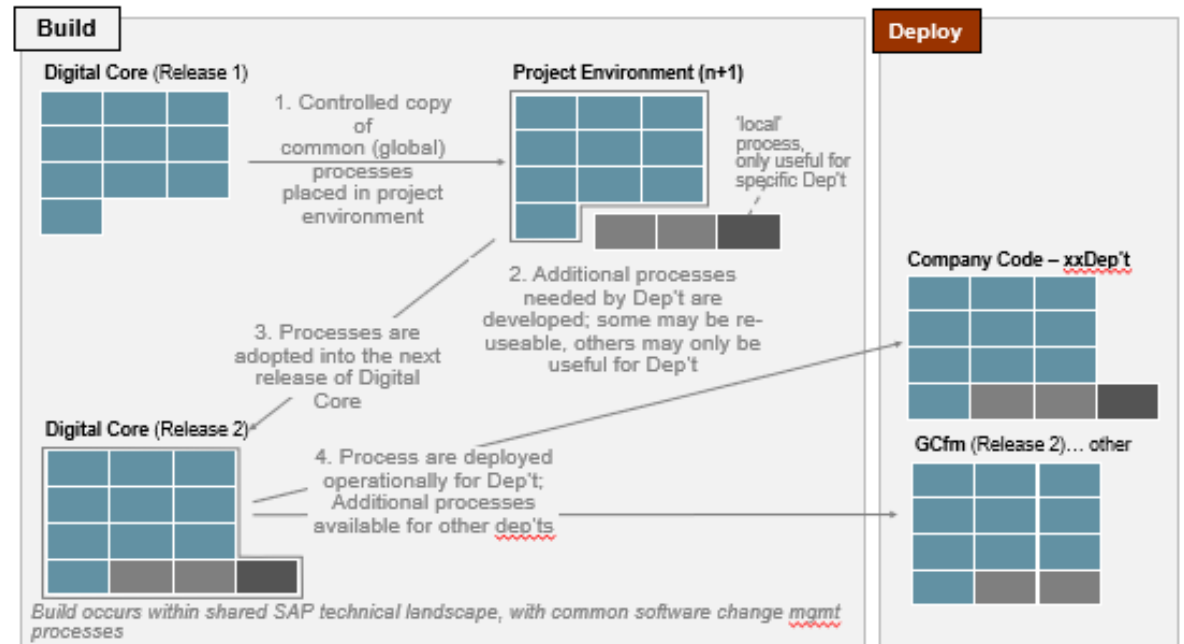 Build
Deploy
Digital Core (Release 1)
1. Controlled copy
of
common (global)
processes
placed in project
environment
Project Environment (n+1)
'local'
process,
only useful for
specific Dep't
2. Additional processes
needed by Dep't are
developed; some may be re-
useable, others may only be
useful for Dep't
3. Processes are
adopted into the next
release of Digital
Core
Digital Core (Release 2)
4. Process are deployed
operationally for Dep't;
Additional processes
available for other dep'ts
Build occurs within shared SAP technical landscape, with common software change mgmt
processes
Company Code – xxDep't
GCfm (Release 2)... other